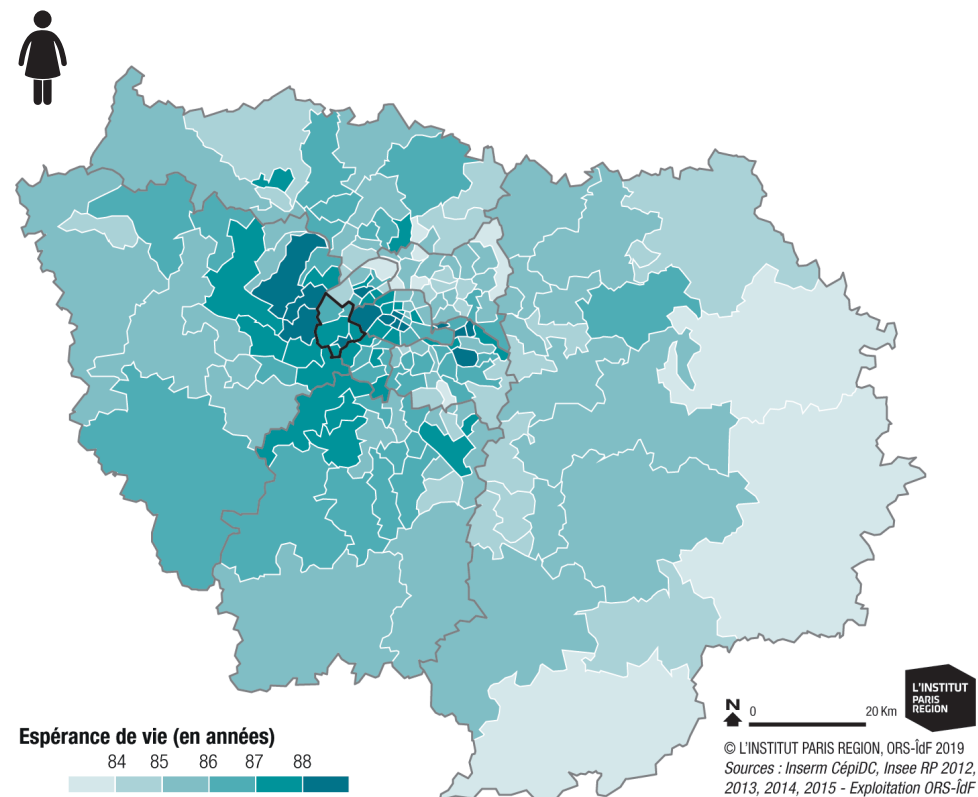 L'INSTITUT
PARIS
REGION
N
0 20 Km
Espérance de vie (en années)
84 85 86 87 88
© L'INSTITUT PARIS REGION, ORS-ÎdF 2019
Sources : Inserm CépiDC, Insee RP 2012,
2013, 2014, 2015 - Exploitation ORS-ÎdF